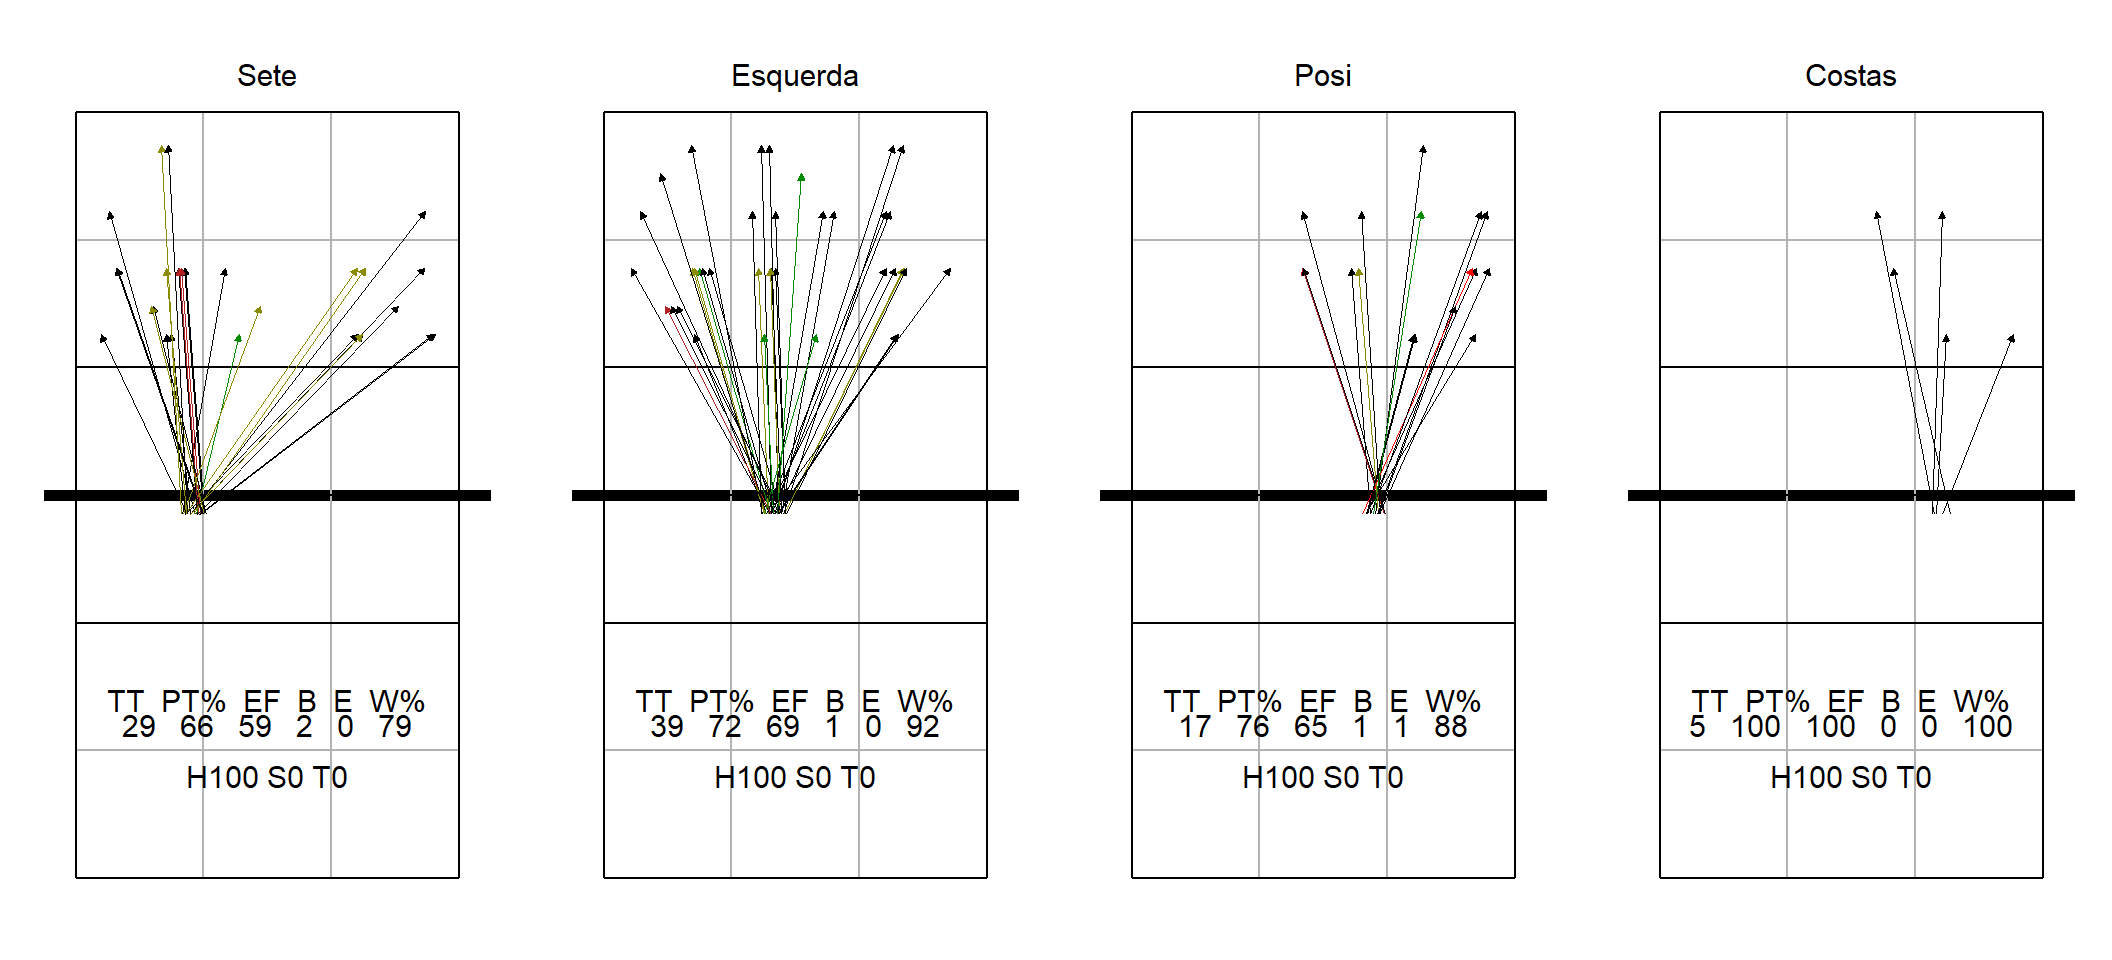 Sete
Esquerda
Posi
Costas
TT PT% EF B E W%
29 66 59 2 0 79
H100 S0 T0
TT PT% EF B E W%
39 72 69 1 0 92
H100 S0 T0
TT PT% EF B E W%
17 76 65 1 1 88
H100 S0 T0
TT PT% EF B E W%
5 100 100 0 0 100
H100 S0 T0